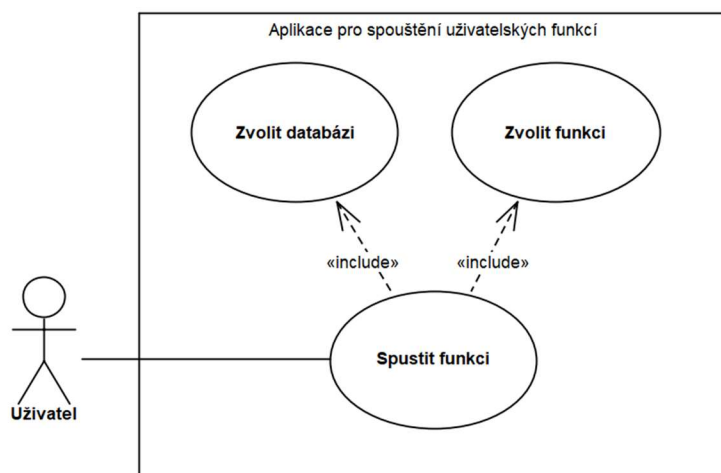 Aplikace pro spouštění uživatelských funkcí
Zvolit databázi
Zvolit funkci
«include»
«include»
Spustit funkci
Uživatel